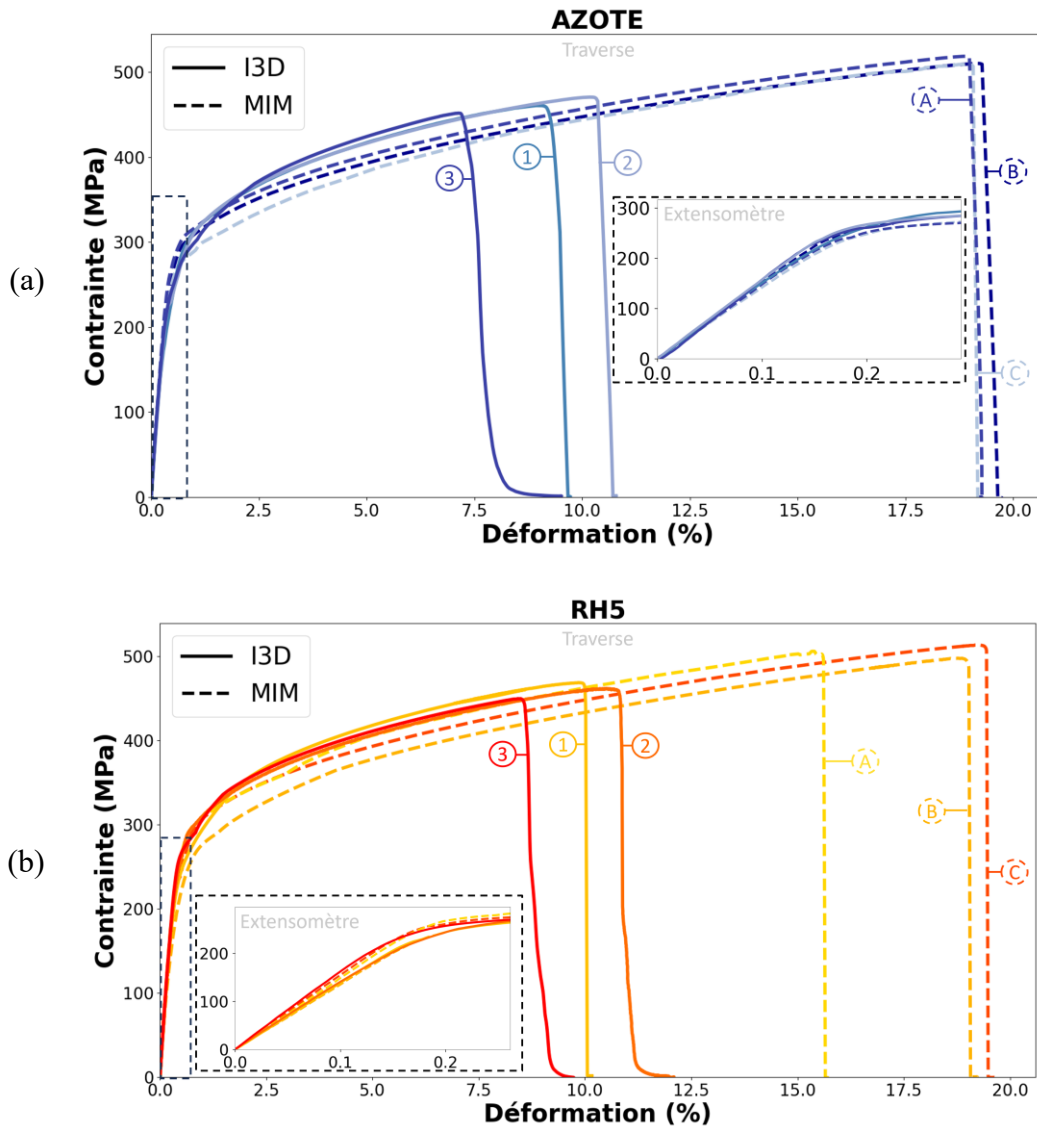 AZOTE
Traverse
I3D
MIM
(a)
Contrainte (MPa)
500
400
300
200
100
0
A
B
C
1
2
3
Extensomètre
300
200
100
0
0.0 0.1 0.2
0.0 2.5 5.0 7.5 10.0 12.5 15.0 17.5 20.0
Déformation (%)
RH5
Traverse
I3D
MIM
(b)
Contrainte (MPa)
500
400
300
200
100
0
3
1
2
A
B
C
Extensomètre
200
100
0
0.0 0.1 0.2
0.0 2.5 5.0 7.5 10.0 12.5 15.0 17.5 20.0
Déformation (%)